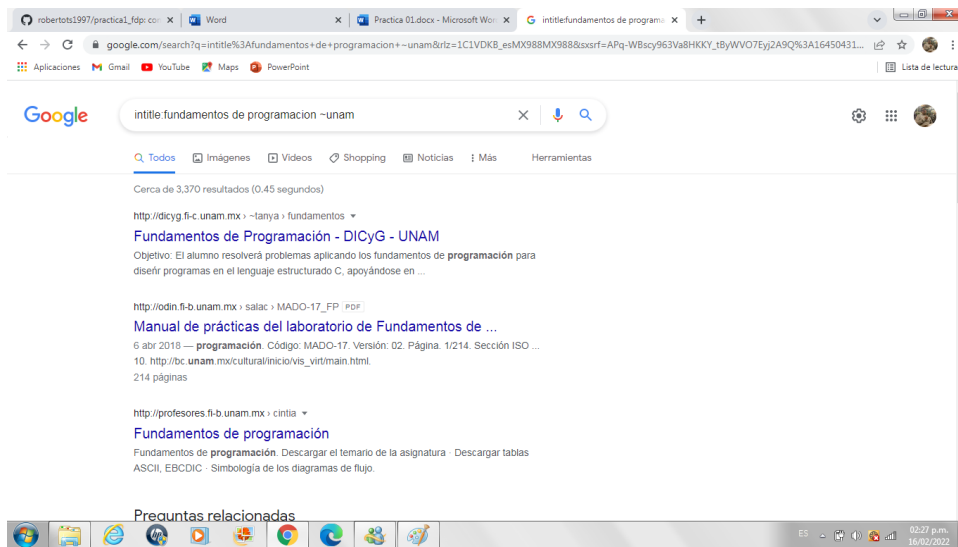 robertots1997/practica1_fdp: con
Word
Practica 01.docx - Microsoft Wor
intitle:fundamentos de programa
google.com/search?q=intitle%3Afundamentos+de+programacion+~unam&rlz=1C1VDKB_esMX988MX988&sxsrf=APq-WBscy963Va8HKKY_tByWVO7Eyj2A9Q%3A16450431...
Aplicaciones
Gmail
YouTube
Maps
PowerPoint
Lista de lectura
Google
intitle:fundamentos de programacion ~unam
Todos
Imágenes
Videos
Shopping
Noticias
Más
Herramientas
Cerca de 3,370 resultados (0.45 segundos)
http://dicyg.fi-c.unam.mx › ~tanya › fundamentos
Fundamentos de Programación - DICyG - UNAM
Objetivo: El alumno resolverá problemas aplicando los fundamentos de programación para
diseñr programas en el lenguaje estructurado C, apoyándose en ...
http://odin.fi-b.unam.mx › salac › MADO-17_FP PDF
Manual de prácticas del laboratorio de Fundamentos de ...
6 abr 2018 — programación. Código: MADO-17. Versión: 02. Página. 1/214. Sección ISO ...
10. http://bc.unam.mx/cultural/inicio/vis_virt/main.html.
214 páginas
http://profesores.fi-b.unam.mx › cintia
Fundamentos de programación
Fundamentos de programación. Descargar el temario de la asignatura · Descargar tablas
ASCII, EBCDIC · Simbología de los diagramas de flujo.
Preguntas relacionadas
ES
02:27 p.m.
16/02/2022